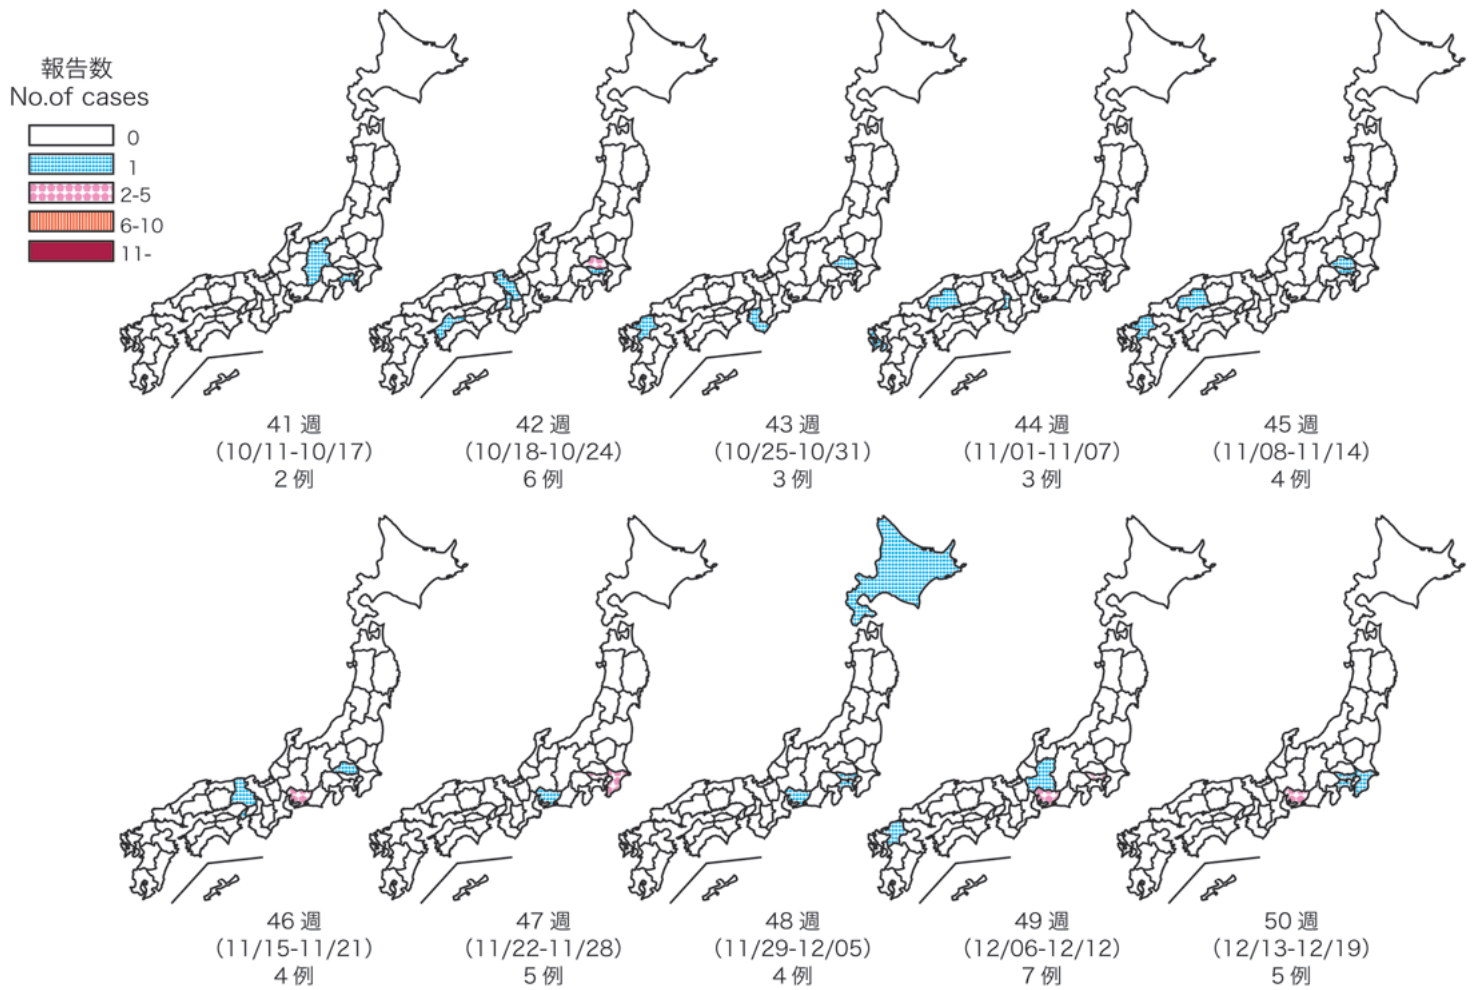 報告数
No.of cases
0
1
2-5
6-10
11-
41 週
(10/11-10/17)
2 例
42 週
(10/18-10/24)
6 例
43 週
(10/25-10/31)
3 例
44 週
(11/01-11/07)
3 例
45 週
(11/08-11/14)
4 例
46 週
(11/15-11/21)
4 例
47 週
(11/22-11/28)
5 例
48 週
(11/29-12/05)
4 例
49 週
(12/06-12/12)
7 例
50 週
(12/13-12/19)
5 例